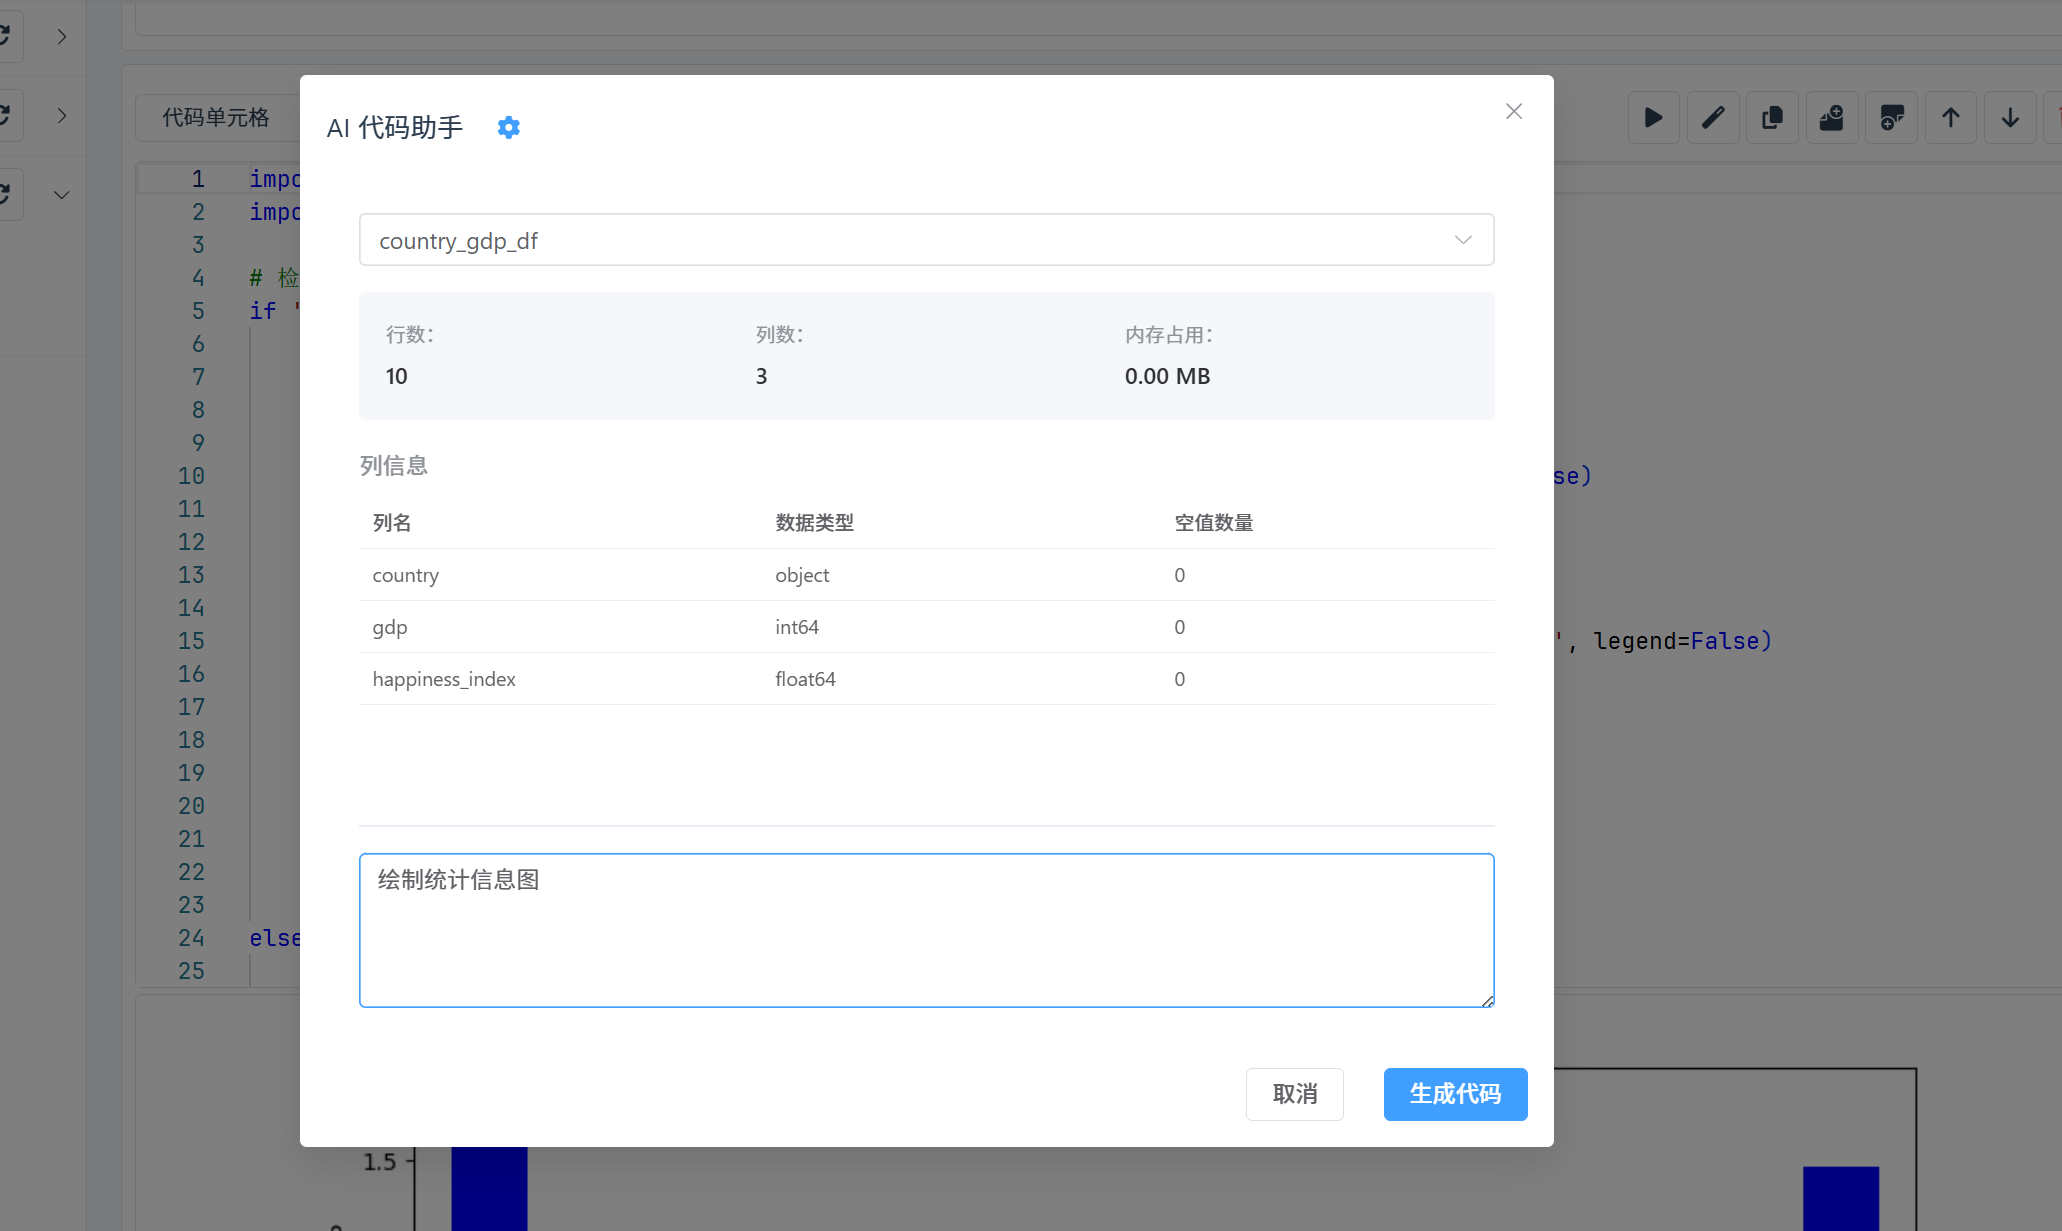 代码单元格
AI 代码助手
country_gdp_df
行数：
列数：
内存占用：
10
3
0.00 MB
列信息
列名
数据类型
空值数量
country
object
0
gdp
int64
0
happiness_index
float64
0
绘制统计信息图
取消
生成代码
1 impo
2 impo
3
4 # 检
5 if '
6
7
8
9
10 se)
11
12
13
14
15 ', legend=False)
16
17
18
19
20
21
22
23
24 else
25
1.5